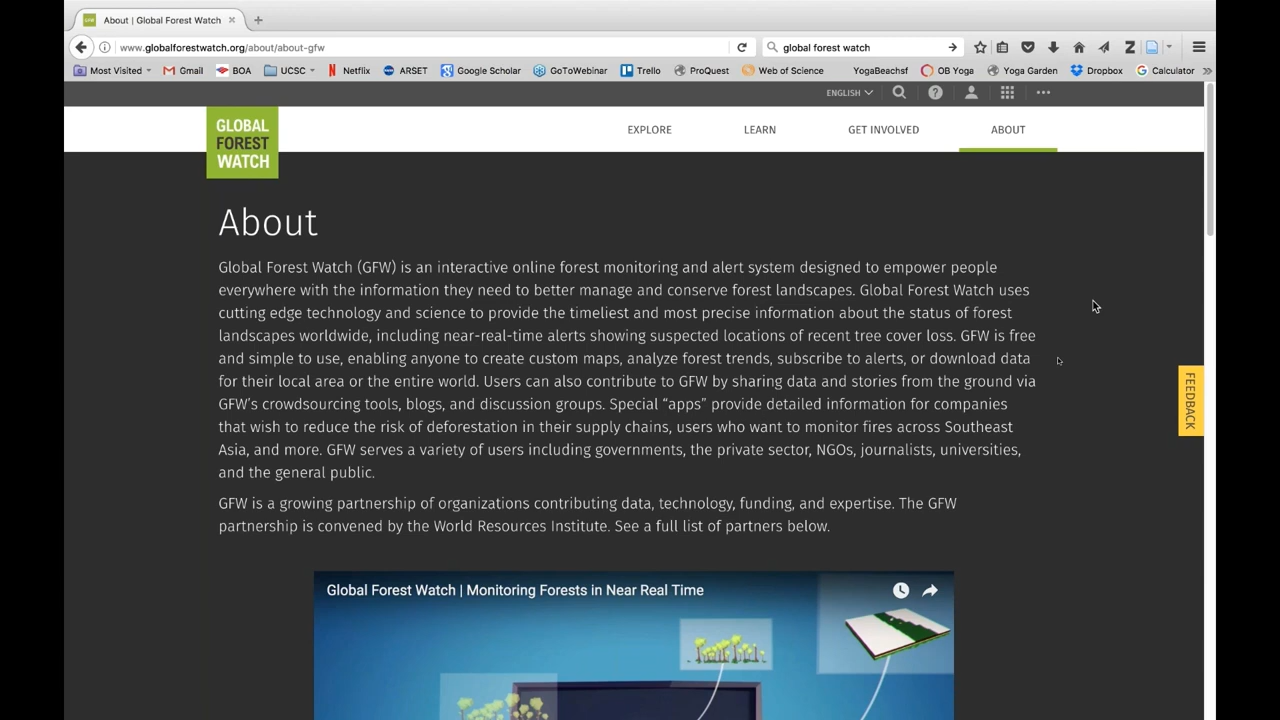 About | Global Forest Watch
www.globalforestwatch.org/about/about-gfw
global forest watch
Most Visited
Gmail
BOA
UCSC
Netflix
ARSET
Google Scholar
GoToWebinar
Trello
ProQuest
Web of Science
YogaBeachsf
OB Yoga
Yoga Garden
Dropbox
Calculator
ENGLISH
GLOBAL
FOREST
WATCH
EXPLORE
LEARN
GET INVOLVED
ABOUT
About
Global Forest Watch (GFW) is an interactive online forest monitoring and alert system designed to empower people
everywhere with the information they need to better manage and conserve forest landscapes. Global Forest Watch uses
cutting edge technology and science to provide the timeliest and most precise information about the status of forest
landscapes worldwide, including near-real-time alerts showing suspected locations of recent tree cover loss. GFW is free
and simple to use, enabling anyone to create custom maps, analyze forest trends, subscribe to alerts, or download data
for their local area or the entire world. Users can also contribute to GFW by sharing data and stories from the ground via
GFW's crowdsourcing tools, blogs, and discussion groups. Special “apps” provide detailed information for companies
that wish to reduce the risk of deforestation in their supply chains, users who want to monitor fires across Southeast
Asia, and more. GFW serves a variety of users including governments, the private sector, NGOs, journalists, universities,
and the general public.
GFW is a growing partnership of organizations contributing data, technology, funding, and expertise. The GFW
partnership is convened by the World Resources Institute. See a full list of partners below.
FEEDBACK
Global Forest Watch | Monitoring Forests in Near Real Time